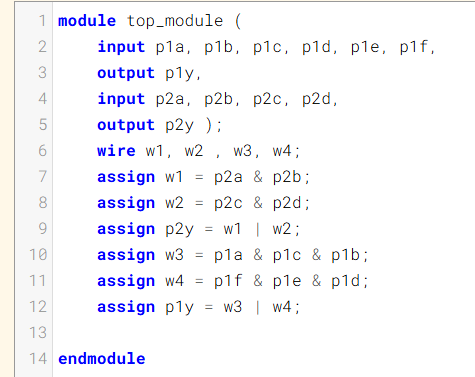 1 module top_module (
2     input p1a, p1b, p1c, p1d, p1e, p1f,
3     output p1y,
4     input p2a, p2b, p2c, p2d,
5     output p2y );
6     wire w1, w2 , w3, w4;
7     assign w1 = p2a & p2b;
8     assign w2 = p2c & p2d;
9     assign p2y = w1 | w2;
10     assign w3 = p1a & p1c & p1b;
11     assign w4 = p1f & p1e & p1d;
12     assign p1y = w3 | w4;
13
14 endmodule